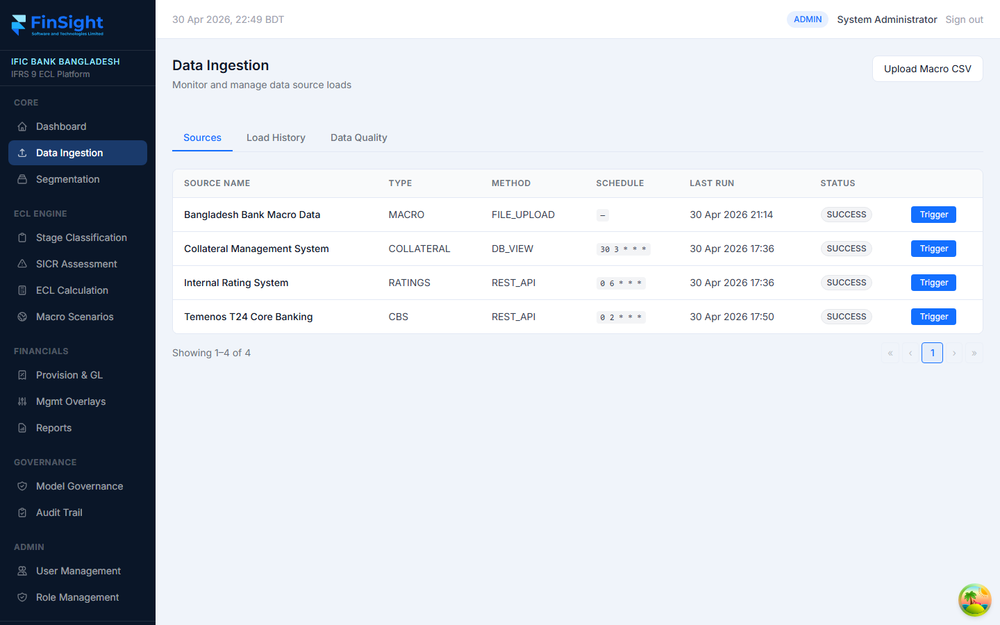 FinSight
Software and Technologies Limited
IFIC BANK BANGLADESH
IFRS 9 ECL Platform
CORE
Dashboard
Data Ingestion
Segmentation
ECL ENGINE
Stage Classification
SICR Assessment
ECL Calculation
Macro Scenarios
FINANCIALS
Provision & GL
Mgmt Overlays
Reports
GOVERNANCE
Model Governance
Audit Trail
ADMIN
User Management
Role Management
30 Apr 2026, 22:49 BDT
ADMIN System Administrator Sign out
Data Ingestion
Monitor and manage data source loads
Upload Macro CSV
Sources Load History Data Quality
SOURCE NAME TYPE METHOD SCHEDULE LAST RUN STATUS
Bangladesh Bank Macro Data MACRO FILE_UPLOAD — 30 Apr 2026 21:14 SUCCESS Trigger
Collateral Management System COLLATERAL DB_VIEW 30 3 * * * 30 Apr 2026 17:36 SUCCESS Trigger
Internal Rating System RATINGS REST_API 0 6 * * * 30 Apr 2026 17:36 SUCCESS Trigger
Temenos T24 Core Banking CBS REST_API 0 2 * * * 30 Apr 2026 17:50 SUCCESS Trigger
Showing 1–4 of 4
« ‹ 1 › »